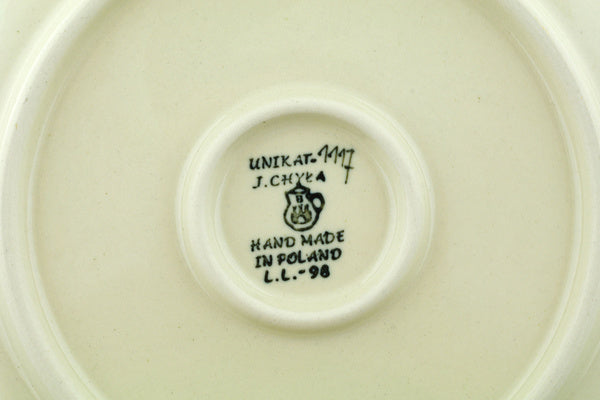 UNIKAT-1117
J. CHYŁA
B
HAND MADE
IN POLAND
L.L.-98